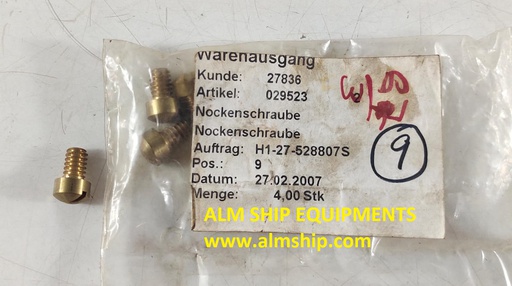 Warenausgang
Kunde: 27836
Artikel: 029523
Nockenschraube
Nockenschraube
Auftrag: H1-27-528807S
Pos.: 9
Datum: 27.02.2007
Menge: 4,00 Stk
9
ALM SHIP EQUIPMENTS
www.almship.com